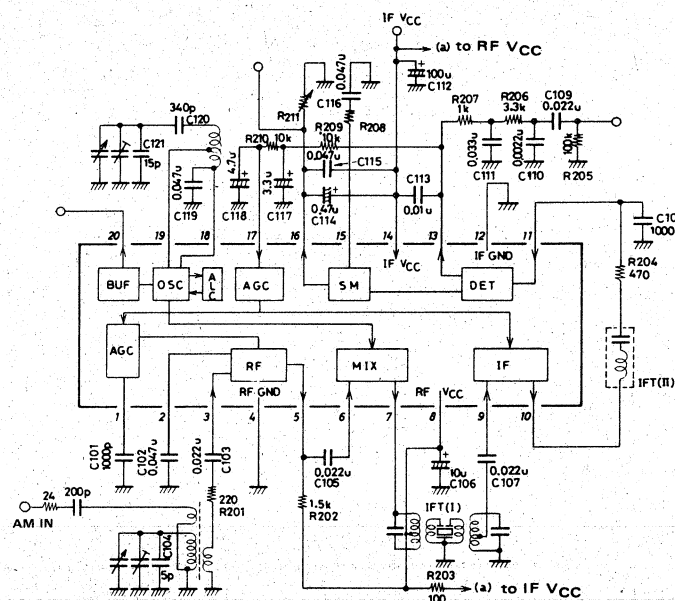 IF VCC
(a) to RF VCC
100u
C112
0.047u
C116
R211
R208
340p
C120
C121
15p
0.047u
C119
R210 10k
R209
10k
0.047u
C115
4.7u
C118
3.3u
C117
0.47u
C114
C113
0.01u
R207
1k
R206
3.3k
C109
0.022u
0.033u
C111
0.0022u
C110
100k
R205
C10
1000
R204
470
IFT(II)
20
19
18
17
16
15
14
13
12
11
IF VCC
IF GND
BUF
OSC
ALC
AGC
SM
DET
AGC
RF
RF GND
MIX
IF
RF VCC
1
2
3
4
5
6
7
8
9
10
C101
1000p
C102
0.047u
0.022u
C103
0.022u
C105
10u
C106
0.022u
C107
24
200p
AM IN
220
R201
C104
5p
1.5k
R202
IFT(I)
R203
100
(a) to IF VCC